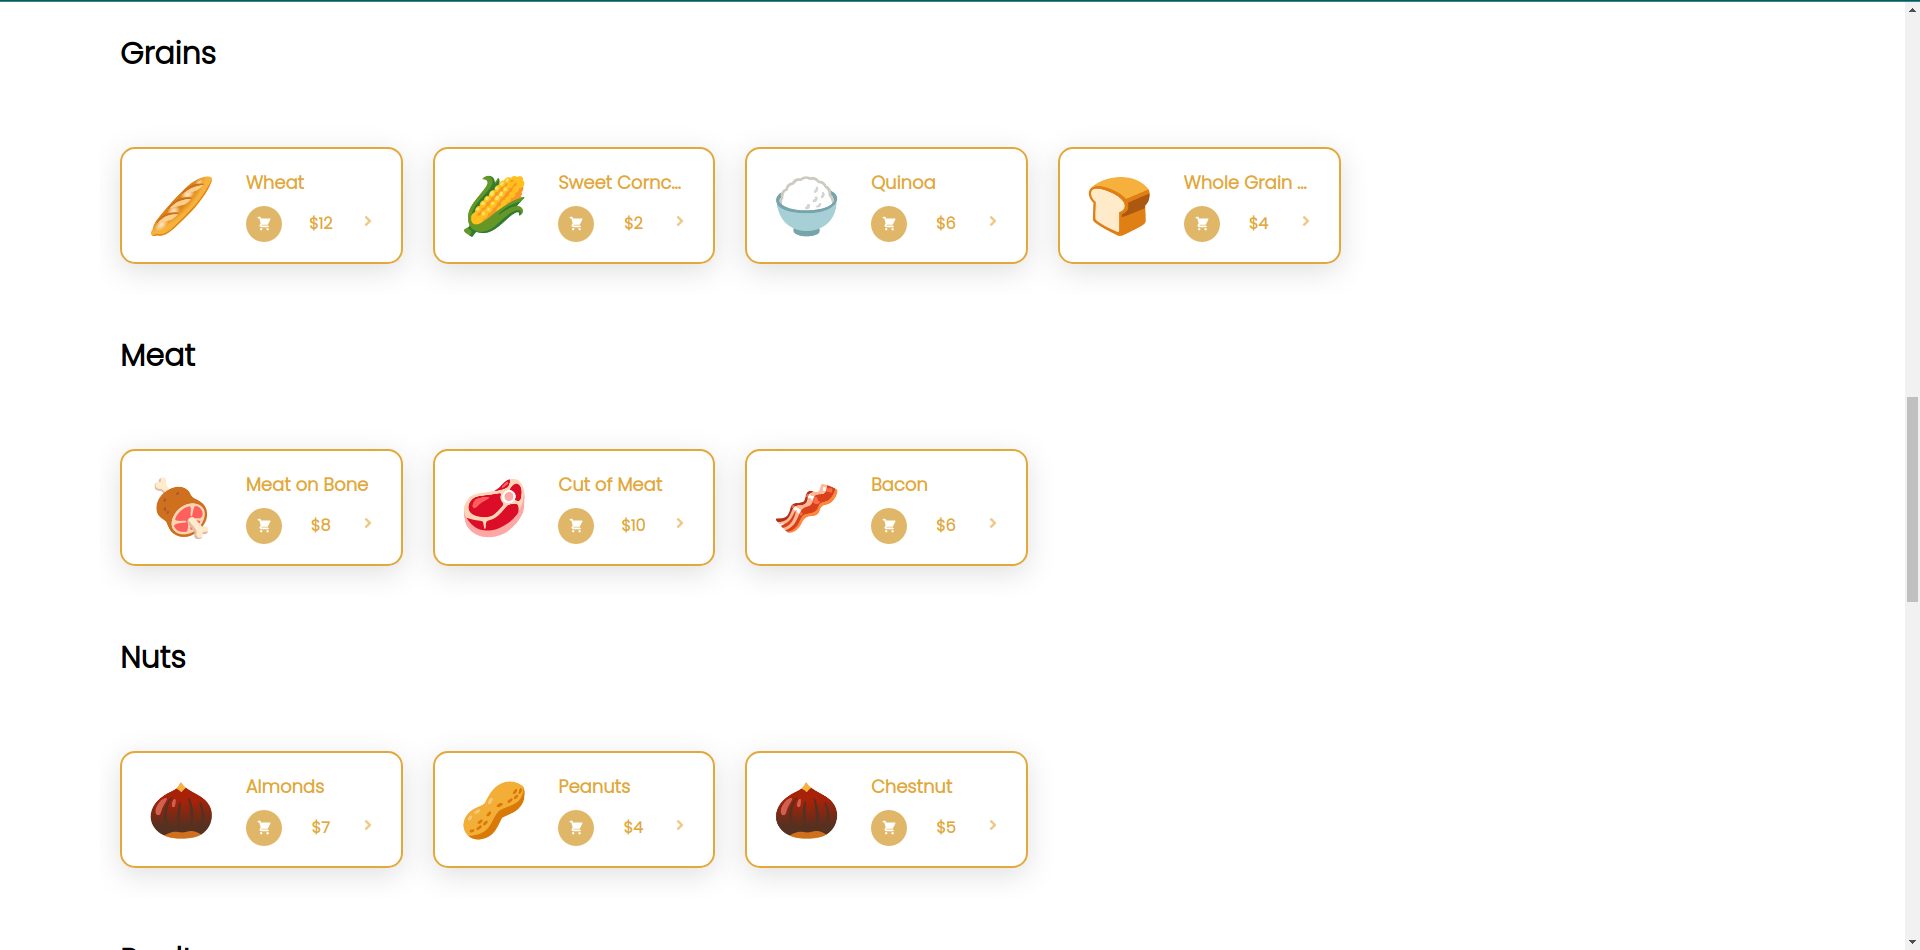 Grains
Wheat
$12
Sweet Cornc...
$2
Quinoa
$6
Whole Grain ...
$4
Meat
Meat on Bone
$8
Cut of Meat
$10
Bacon
$6
Nuts
Almonds
$7
Peanuts
$4
Chestnut
$5